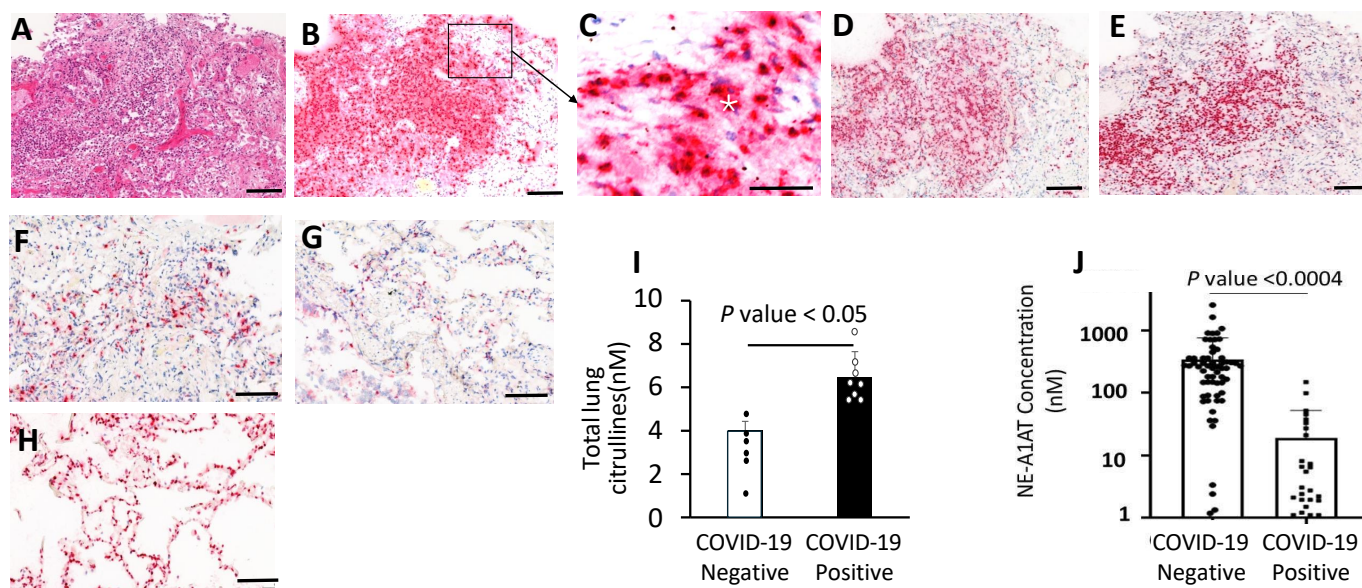 A
B
C
D
E
F
G
H
I
Total lung
citrullines(nM)
10
8
6
4
2
0
P value < 0.05
COVID-19
Negative
COVID-19
Positive
J
NE-A1AT Concentration
(nM)
1000
100
10
1
P value <0.0004
COVID-19
Negative
COVID-19
Positive